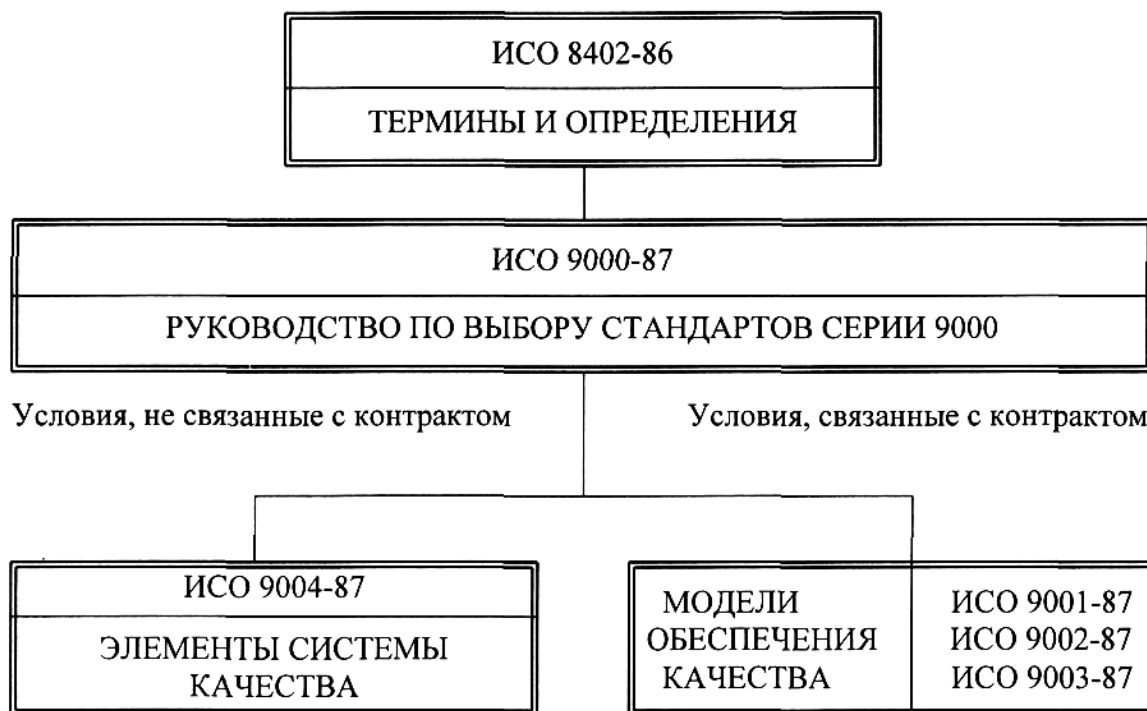 ИСО 8402-86
ТЕРМИНЫ И ОПРЕДЕЛЕНИЯ
ИСО 9000-87
РУКОВОДСТВО ПО ВЫБОРУ СТАНДАРТОВ СЕРИИ 9000
Условия, не связанные с контрактом
Условия, связанные с контрактом
ИСО 9004-87
ЭЛЕМЕНТЫ СИСТЕМЫ
КАЧЕСТВА
МОДЕЛИ
ОБЕСПЕЧЕНИЯ
КАЧЕСТВА
ИСО 9001-87
ИСО 9002-87
ИСО 9003-87